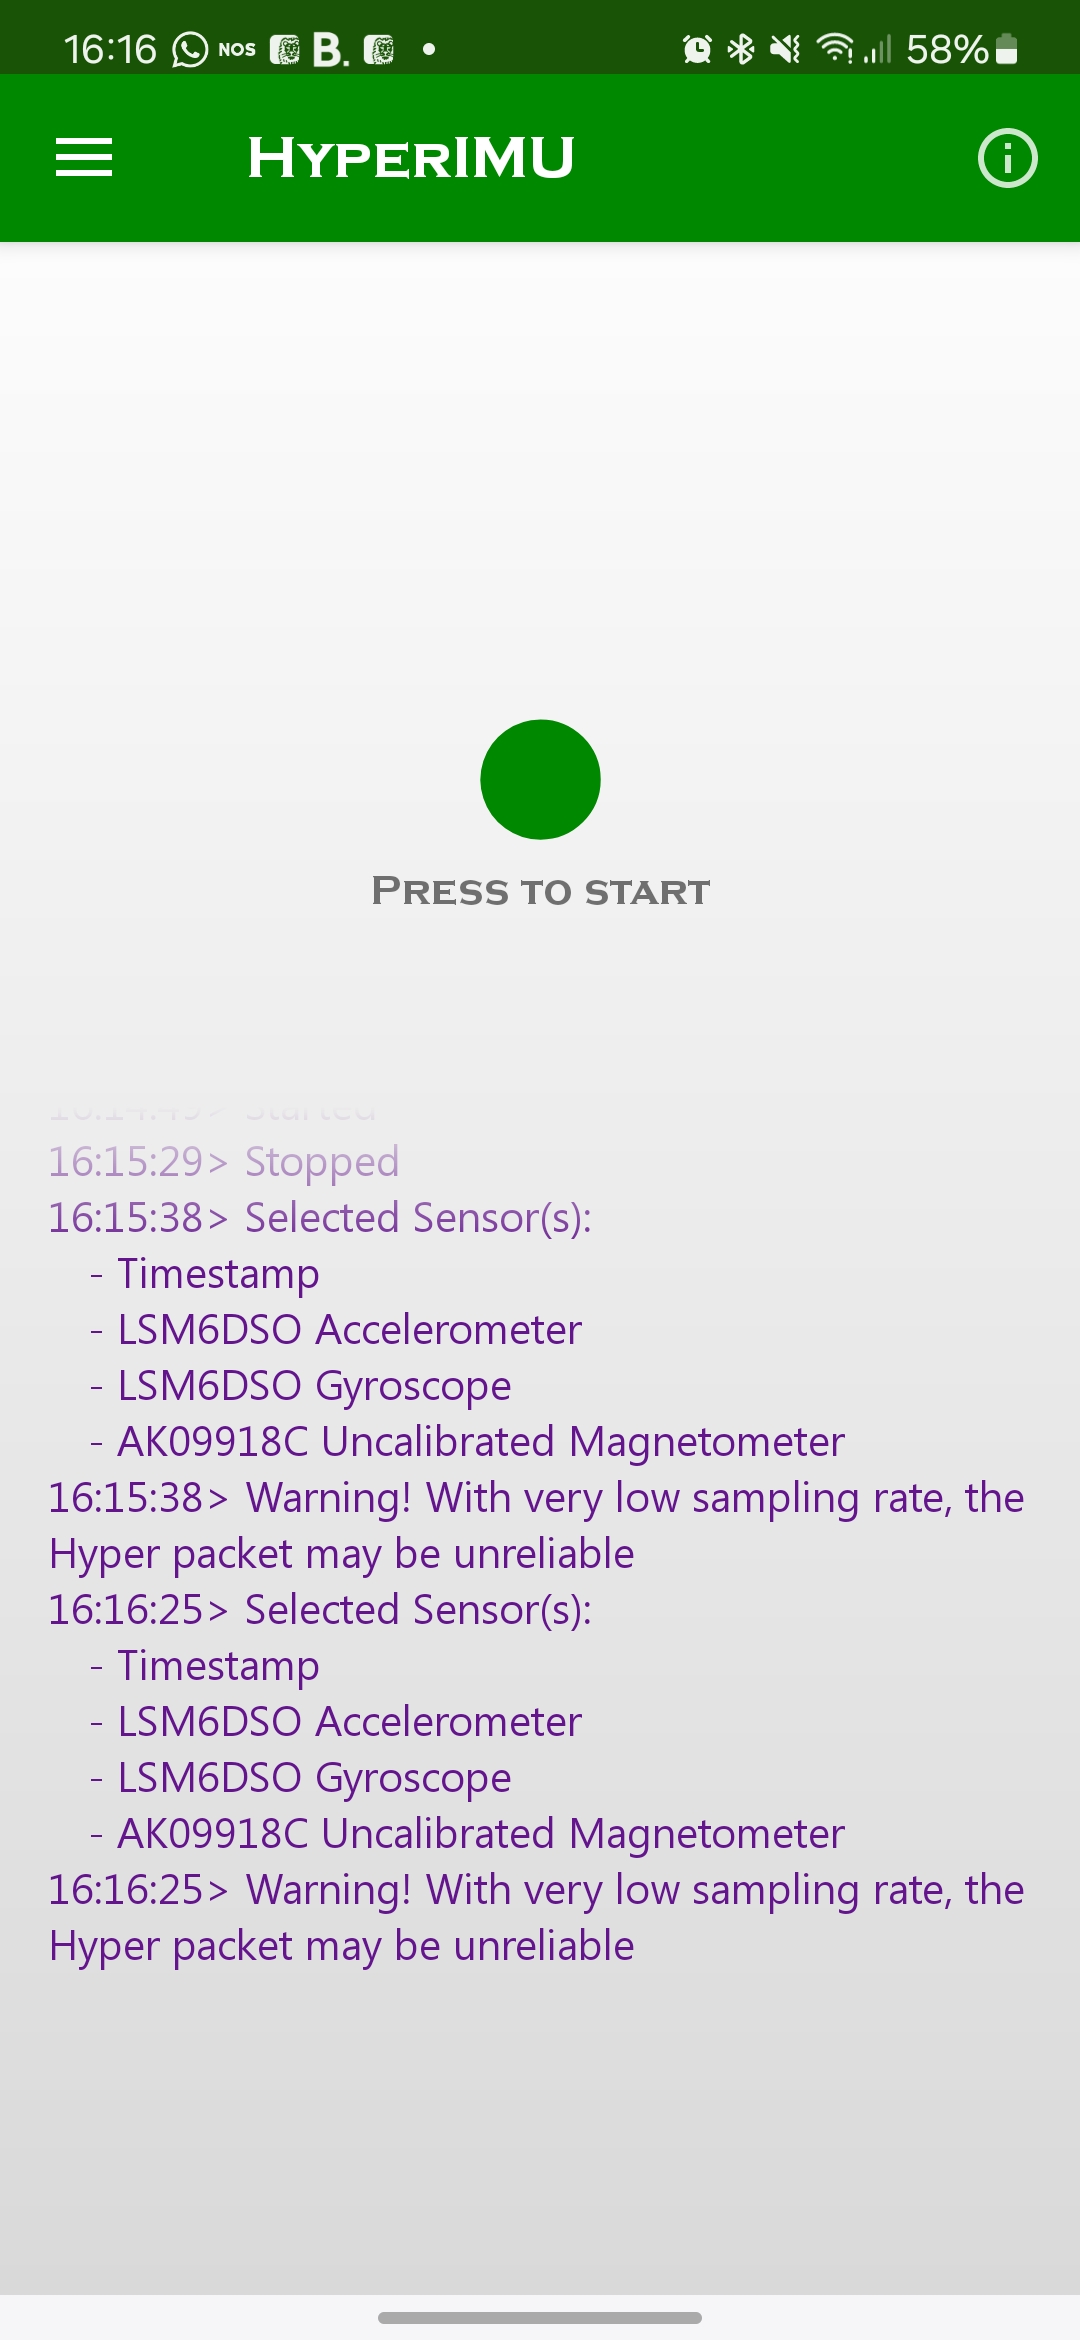 16:16 NOS B. 58%
HyperIMU
Press to start
16:14:49> Started
16:15:29> Stopped
16:15:38> Selected Sensor(s):
- Timestamp
- LSM6DSO Accelerometer
- LSM6DSO Gyroscope
- AK09918C Uncalibrated Magnetometer
16:15:38> Warning! With very low sampling rate, the
Hyper packet may be unreliable
16:16:25> Selected Sensor(s):
- Timestamp
- LSM6DSO Accelerometer
- LSM6DSO Gyroscope
- AK09918C Uncalibrated Magnetometer
16:16:25> Warning! With very low sampling rate, the
Hyper packet may be unreliable